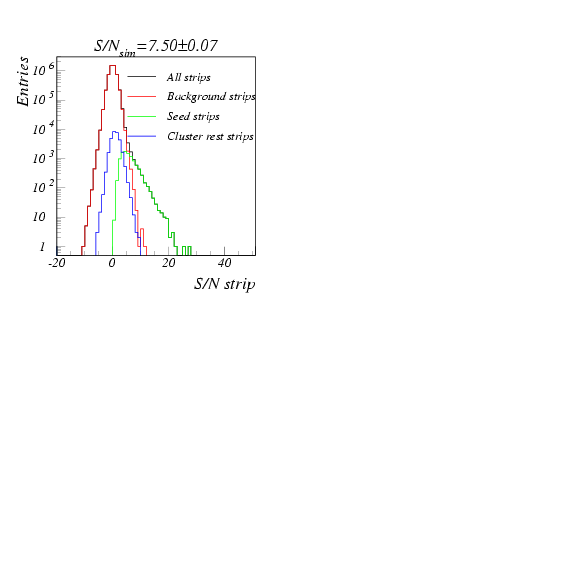 S/Nsim=7.50±0.07
Entries
10^6
10^5
10^4
10^3
10^2
10
1
All strips
Background strips
Seed strips
Cluster rest strips
-20 0 20 40
S/N strip